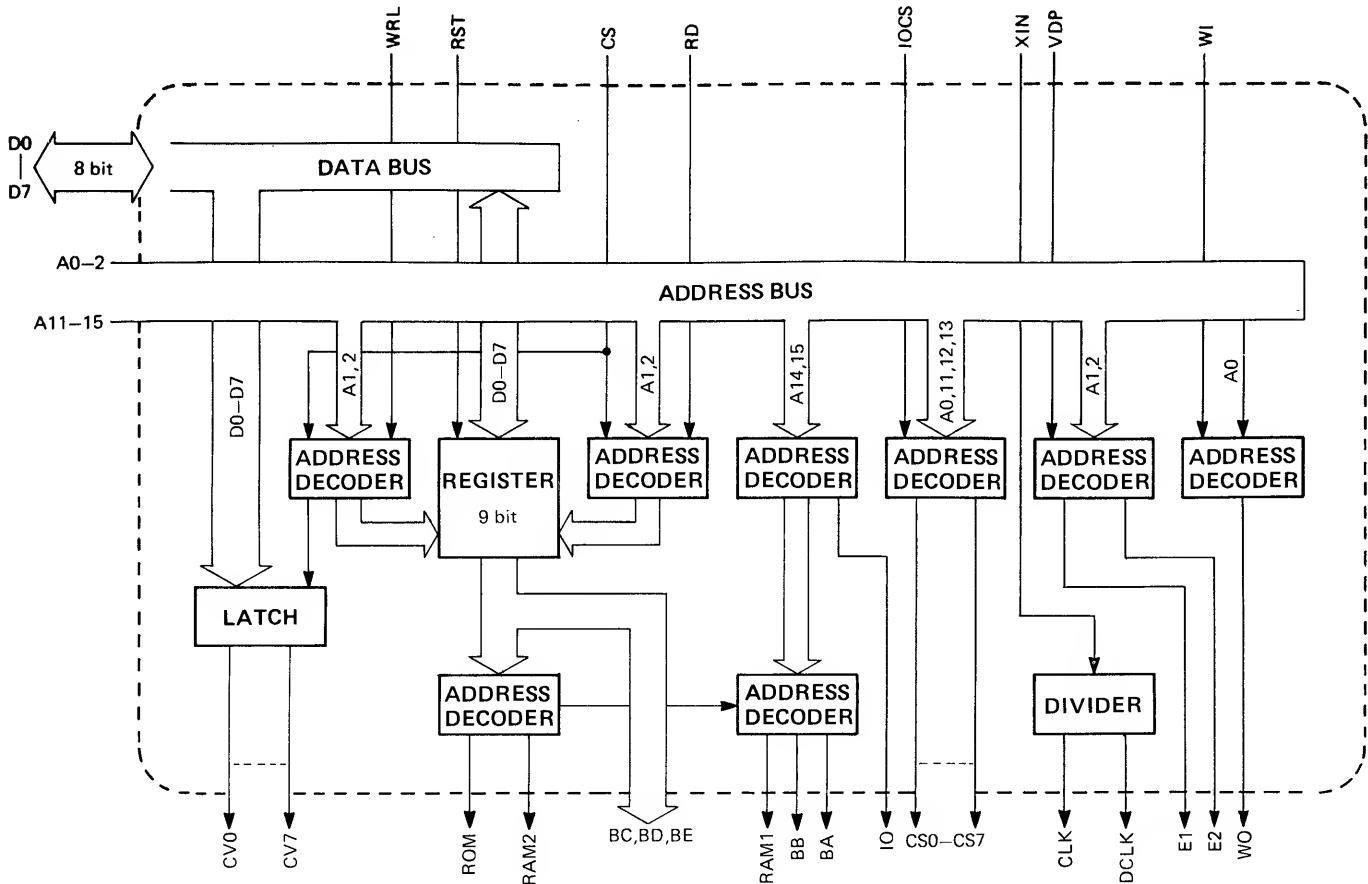 WRL
RST
CS
RD
IOCS
XIN
VDP
WI
D0
D7
8 bit
DATA BUS
A0–2
ADDRESS BUS
A11–15
D0–D7
A1,2
D0–D7
A1,2
A14,15
A0,11,12,13
A1,2
A0
ADDRESS
DECODER
REGISTER
9 bit
ADDRESS
DECODER
ADDRESS
DECODER
ADDRESS
DECODER
ADDRESS
DECODER
ADDRESS
DECODER
LATCH
ADDRESS
DECODER
ADDRESS
DECODER
DIVIDER
CV0
CV7
ROM
RAM2
BC,BD,BE
RAM1
BB
BA
IO
CS0–CS7
CLK
DCLK
E1
E2
WO